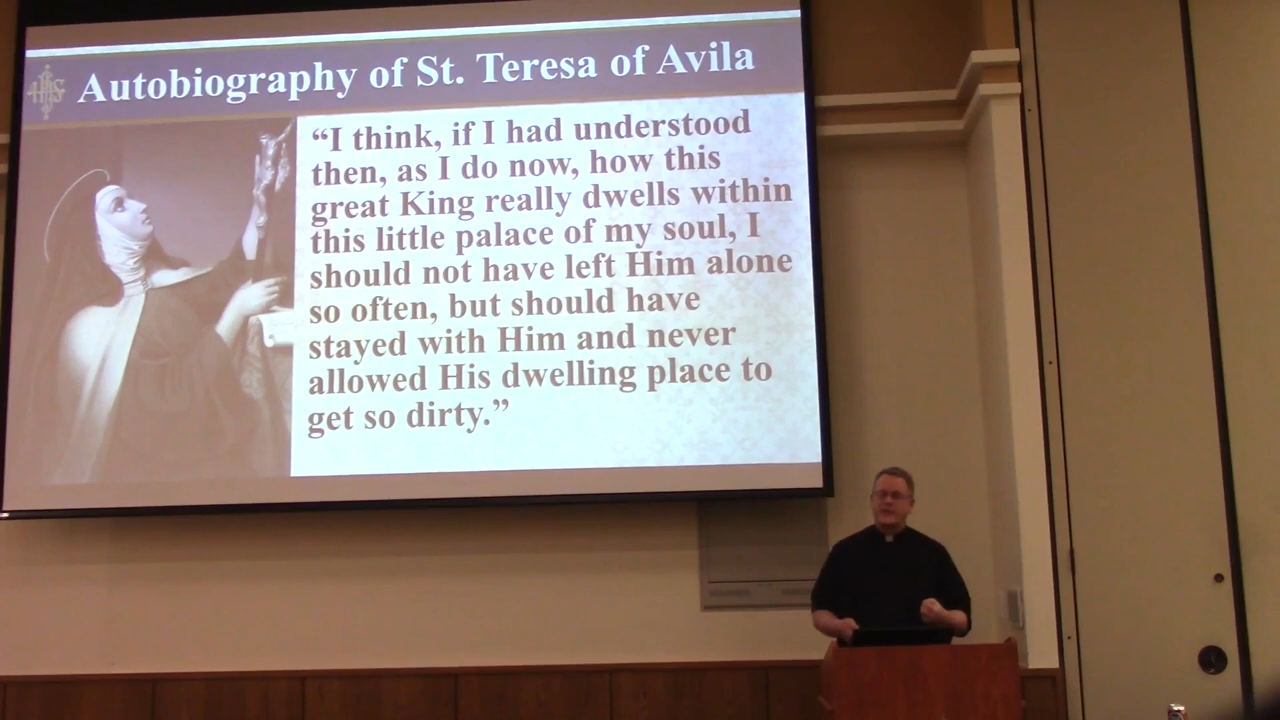 IHS
Autobiography of St. Teresa of Avila
“I think, if I had understood
then, as I do now, how this
great King really dwells within
this little palace of my soul, I
should not have left Him alone
so often, but should have
stayed with Him and never
allowed His dwelling place to
get so dirty.”